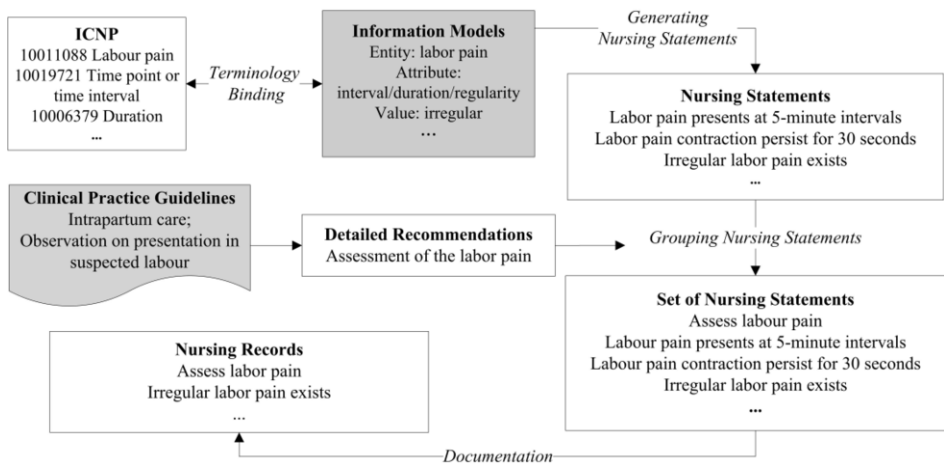 ICNP
10011088 Labour pain
10019721 Time point or
time interval
10006379 Duration
...
Terminology
Binding
Information Models
Entity: labor pain
Attribute:
interval/duration/regularity
Value: irregular
...
Generating
Nursing Statements
Nursing Statements
Labor pain presents at 5-minute intervals
Labor pain contraction persist for 30 seconds
Irregular labor pain exists
...
Clinical Practice Guidelines
Intrapartum care;
Observation on presentation in
suspected labour
Detailed Recommendations
Assessment of the labor pain
Grouping Nursing Statements
Set of Nursing Statements
Assess labour pain
Labour pain presents at 5-minute intervals
Labour pain contraction persist for 30 seconds
Irregular labor pain exists
...
Nursing Records
Assess labor pain
Irregular labor pain exists
...
Documentation